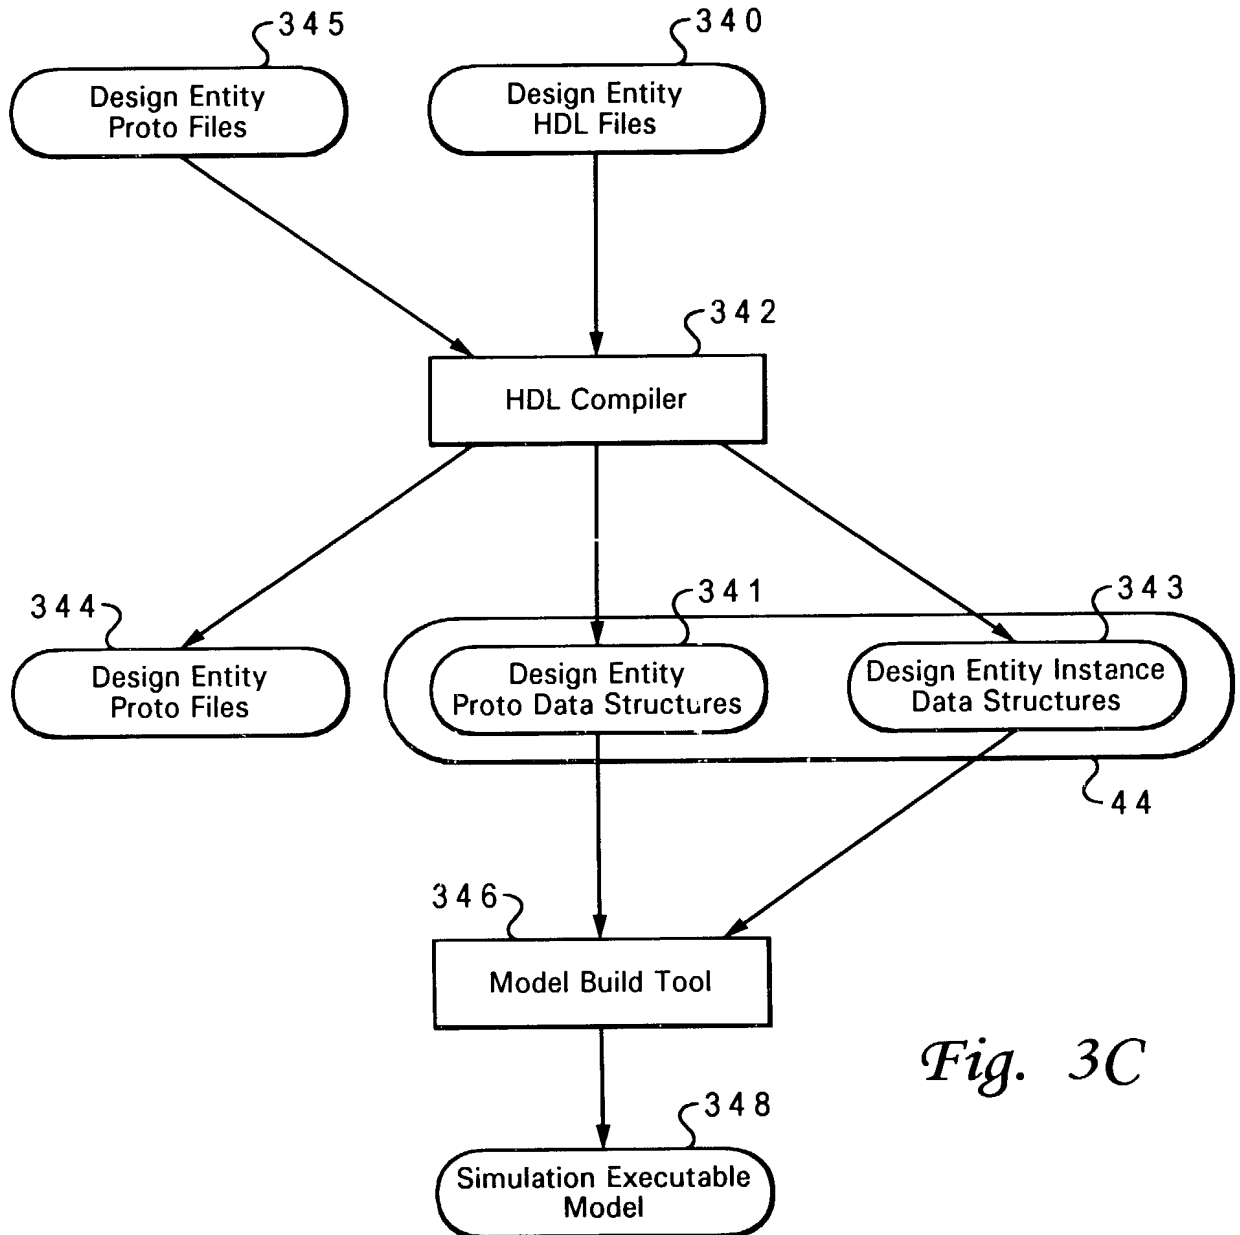 345
340
Design Entity
Proto Files
Design Entity
HDL Files
342
HDL Compiler
344
341
343
Design Entity
Proto Files
Design Entity
Proto Data Structures
Design Entity Instance
Data Structures
44
346
Model Build Tool
Fig. 3C
348
Simulation Executable
Model